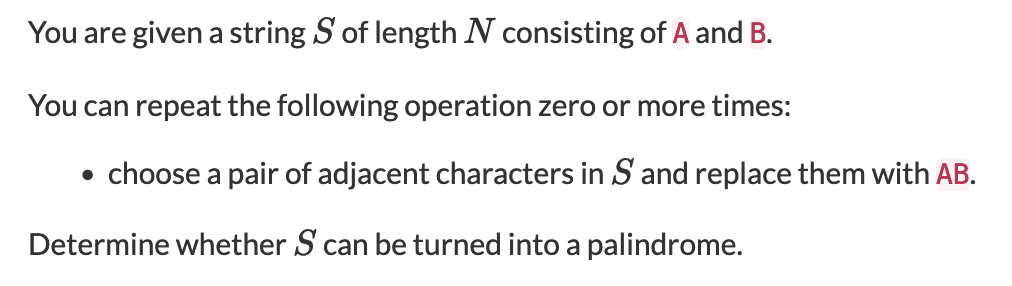 You are given a string S of length N consisting of A and B.
You can repeat the following operation zero or more times:
• choose a pair of adjacent characters in S and replace them with AB.
Determine whether S can be turned into a palindrome.